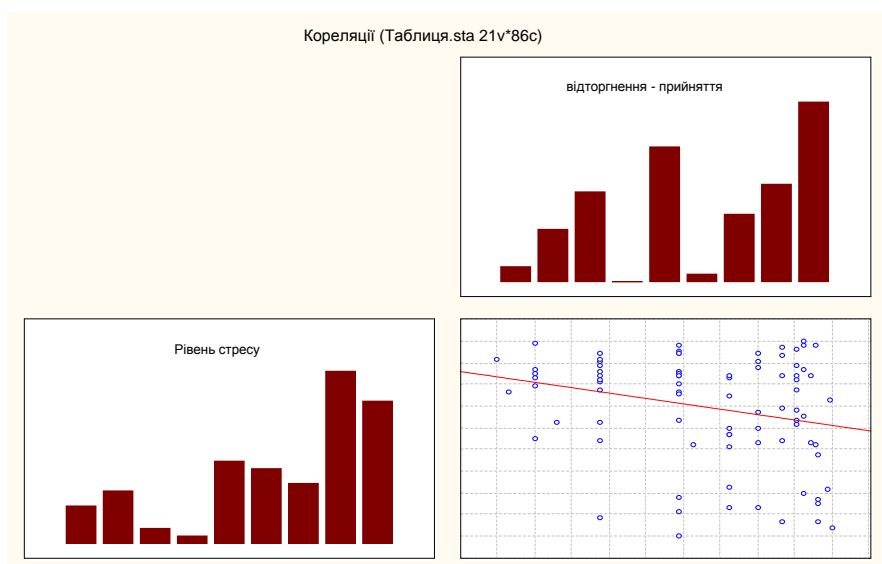 Кореляції (Таблиця.sta 21v*86c)
відторгнення - прийняття
Рівень стресу